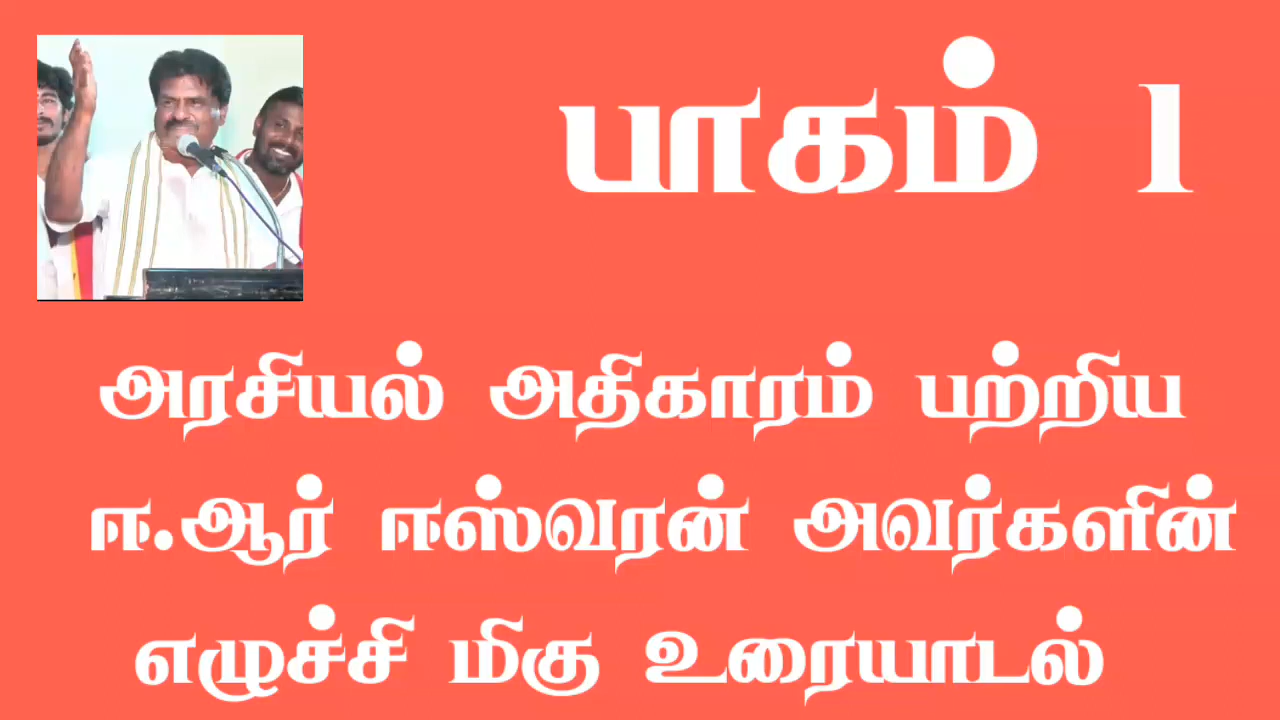 பாகம் 1
அரசியல் அதிகாரம் பற்றிய
ஈ.ஆர் ஈஸ்வரன் அவர்களின்
எழுச்சி மிகு உரையாடல்